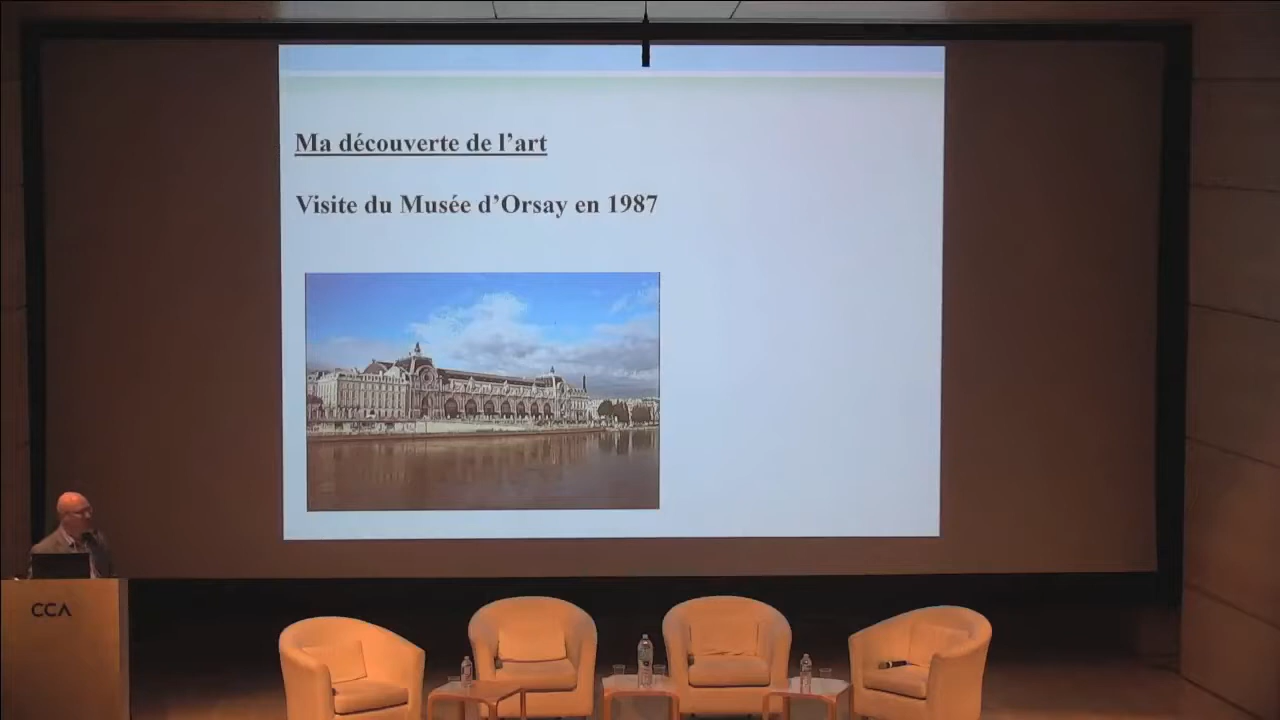 Ma découverte de l’art
Visite du Musée d’Orsay en 1987
CCA